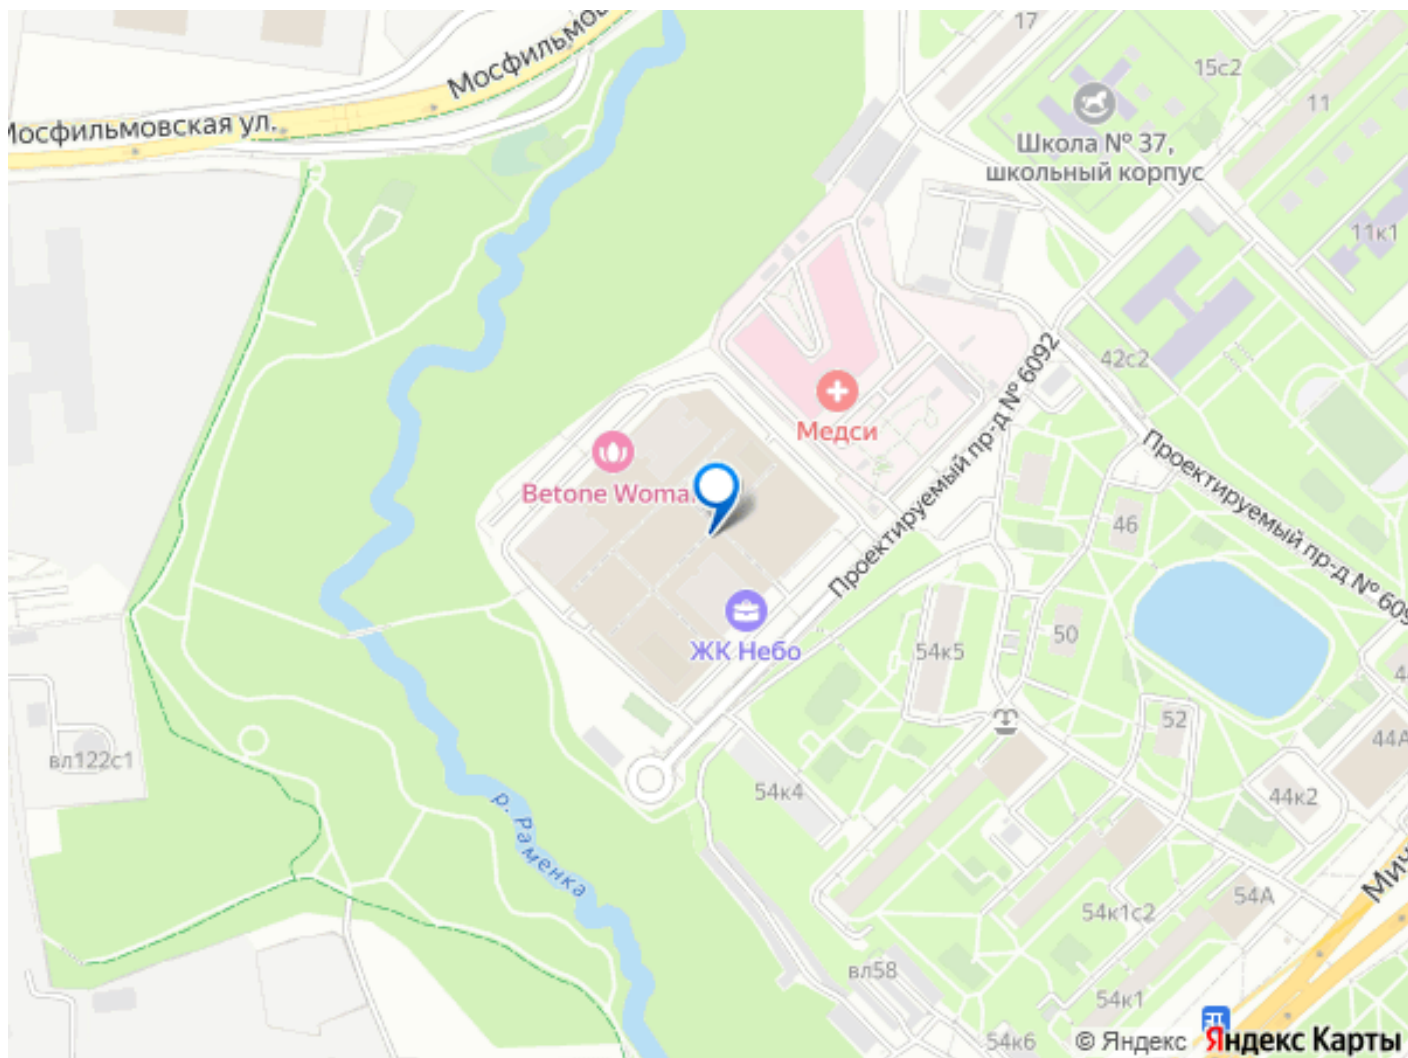 17
15с2
11
Мосфильмов
Мосфильмовская ул.
Школа № 37,
школьный корпус
11к1
42с2
Медси
Проектируемый пр-д № 6092
Betone Woma
Проектируемый пр-д № 609
46
50
54к5
ЖК Небо
52
44А
вл122с1
54к4
44к2
р. Раменка
Мич
54А
54к1с2
вл58
54к1
54к6
© Яндекс
Яндекс Карты